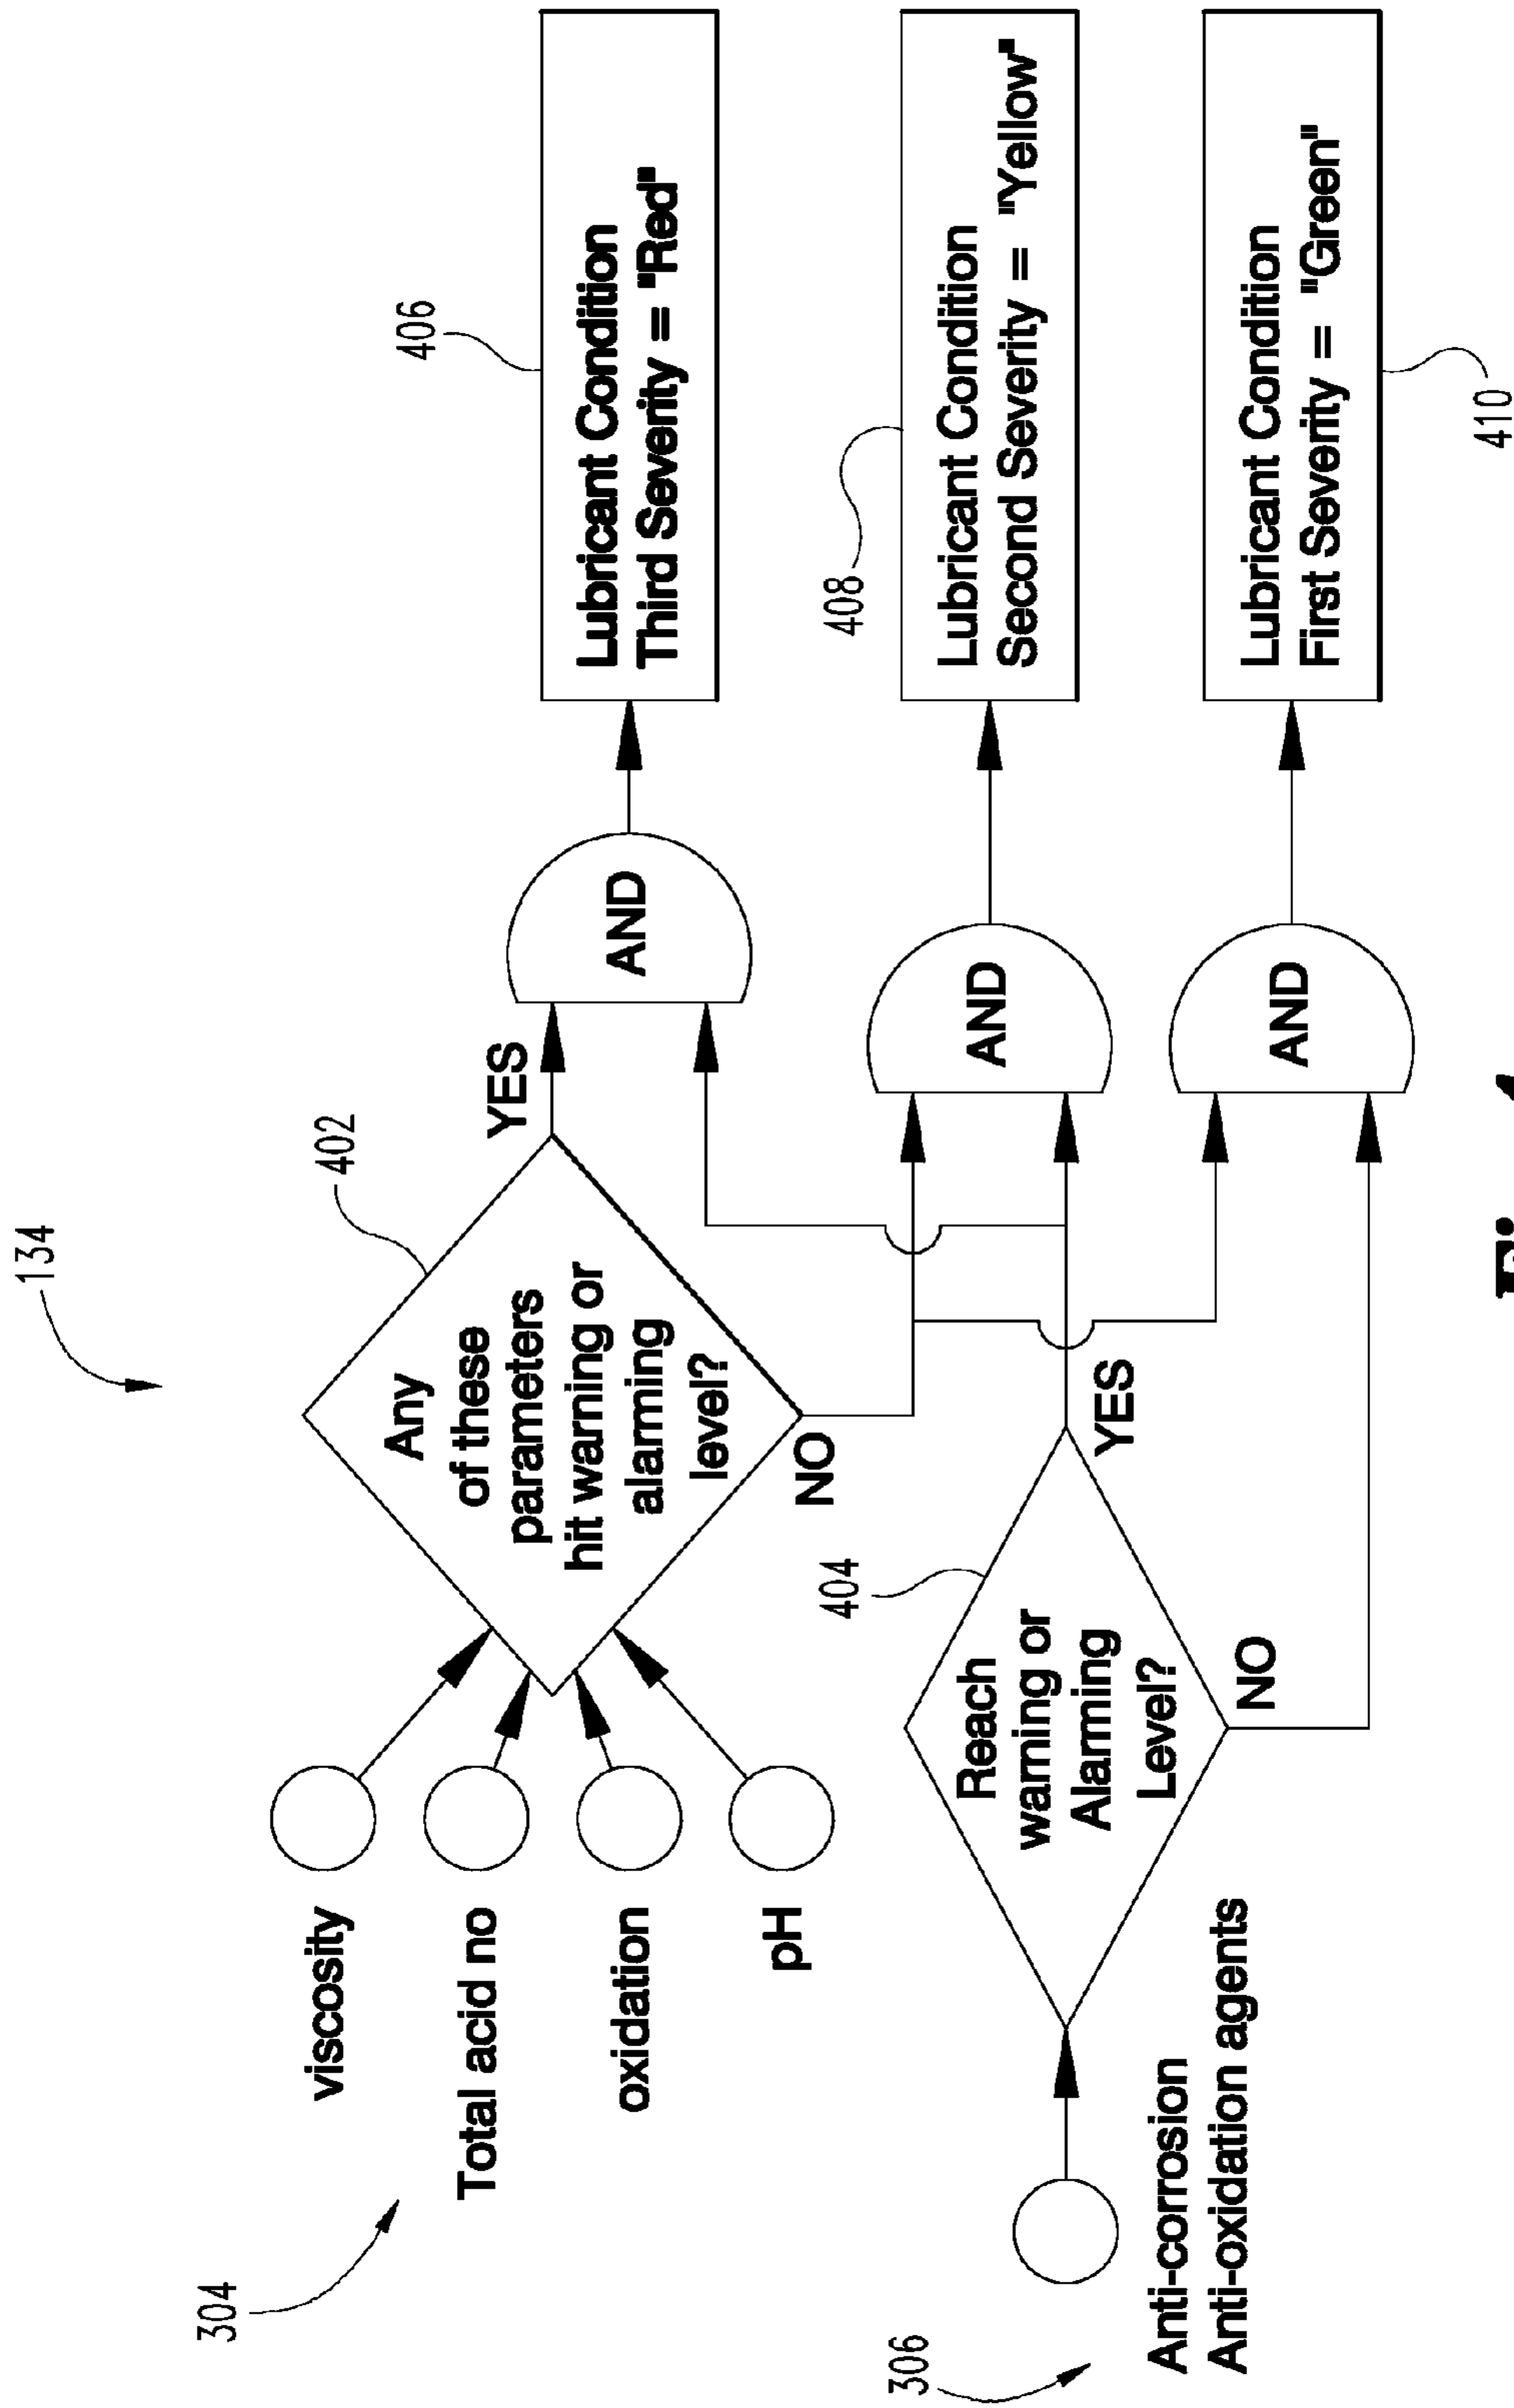 134
304
viscosity
Total acid no
oxidation
pH
402
Any
of these
parameters
hit warning or
alarming
level?
YES
NO
AND
406
Lubricant Condition
Third Severity = "Red"
306
Anti-corrosion
Anti-oxidation agents
404
Reach
warning or
Alarming
Level?
YES
NO
AND
408
Lubricant Condition
Second Severity = "Yellow"
AND
Lubricant Condition
First Severity = "Green"
410